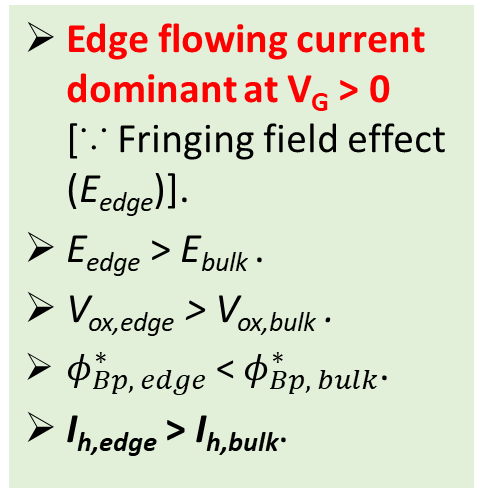 ➢ Edge flowing current
dominant at V_G > 0
[∵ Fringing field effect
(E_edge)].
➢ E_edge > E_bulk .
➢ V_ox,edge > V_ox,bulk .
➢ ϕ*_Bp, edge < ϕ*_Bp, bulk.
➢ I_h,edge > I_h,bulk.